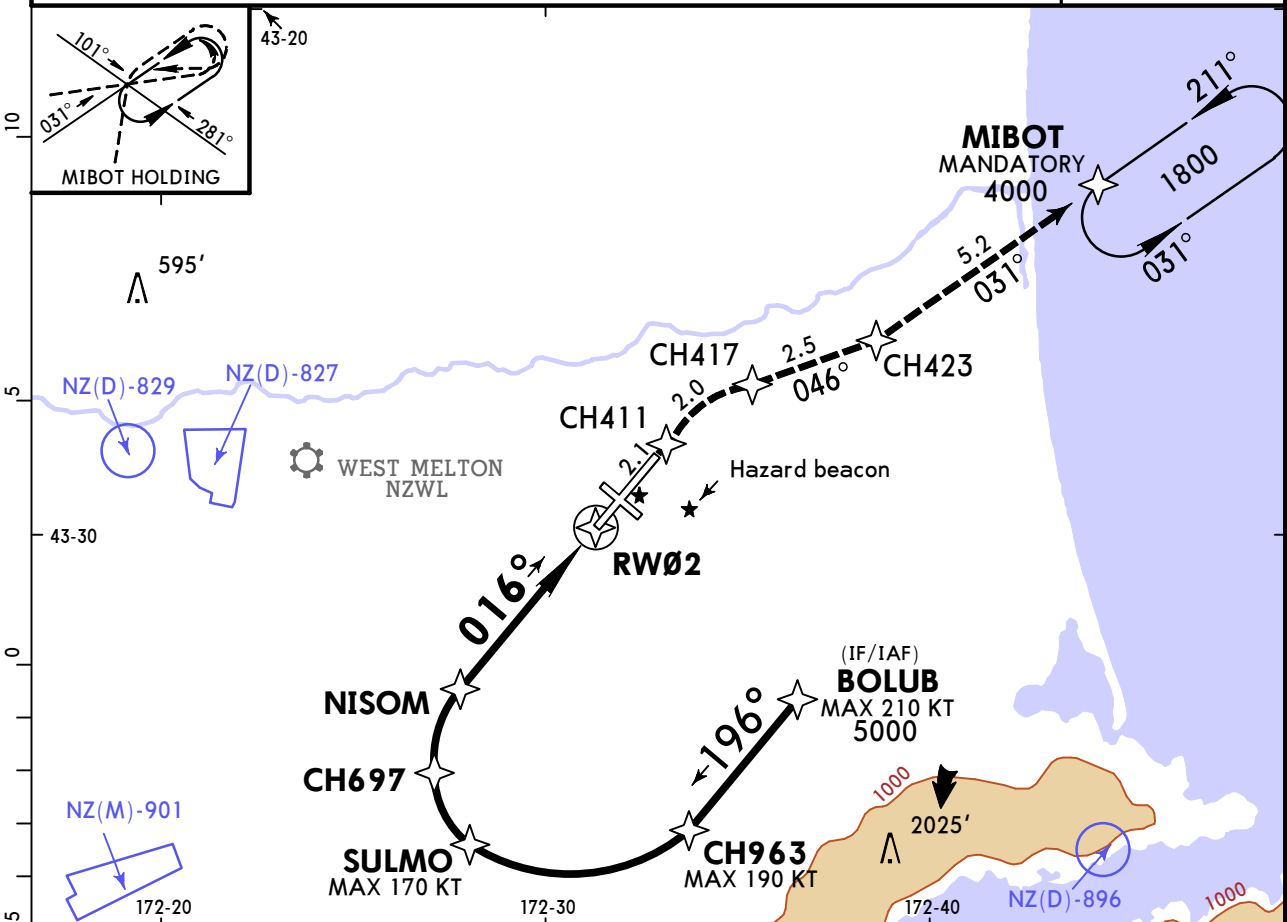 43-20
101°
031°
281°
MIBOT HOLDING
10
211°
MIBOT
MANDATORY
4000
1800
031°
595'
5.2
031°
CH417
2.5
046°
CH423
NZ(D)-829
NZ(D)-827
5
2.0
CH411
2.1
WEST MELTON
NZWL
Hazard beacon
43-30
RWØ2
016°
0
(IF/IAF)
BOLUB
MAX 210 KT
5000
196°
NISOM
CH697
1000
NZ(M)-901
2025'
SULMO
MAX 170 KT
CH963
MAX 190 KT
NZ(D)-896
1000
5
172-20
172-30
172-40